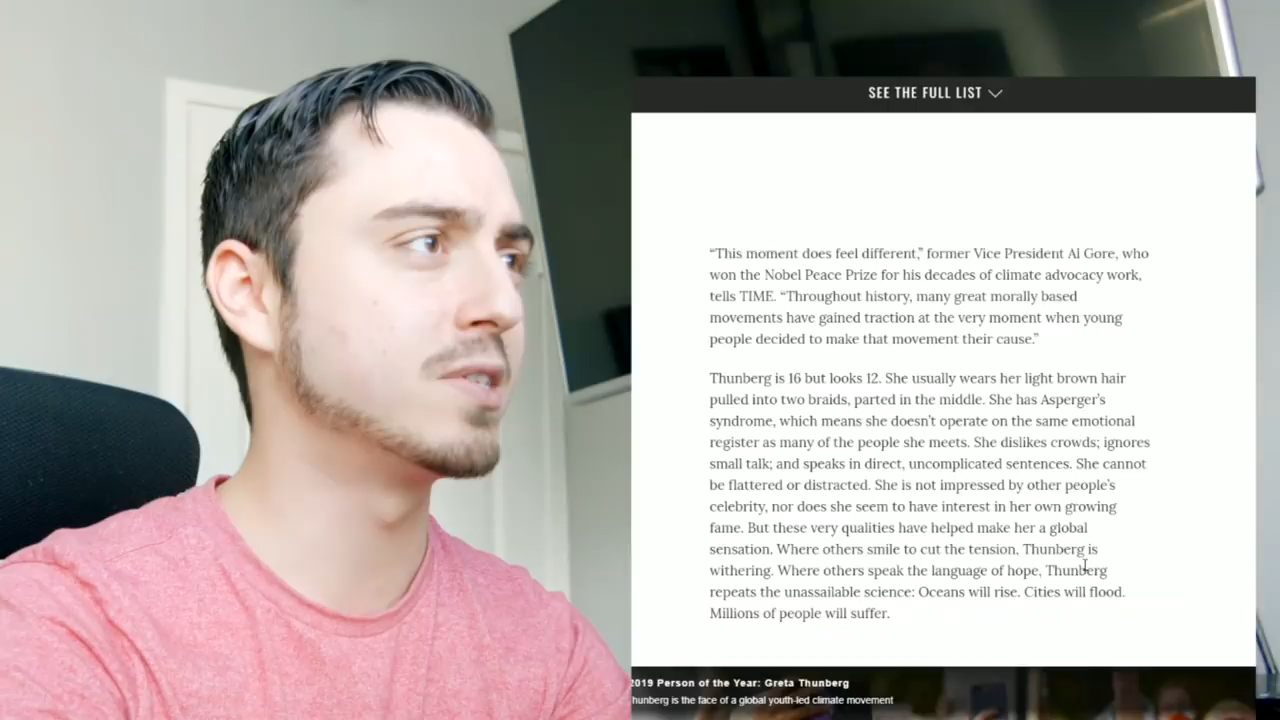 SEE THE FULL LIST
“This moment does feel different,” former Vice President Al Gore, who
won the Nobel Peace Prize for his decades of climate advocacy work,
tells TIME. “Throughout history, many great morally based
movements have gained traction at the very moment when young
people decided to make that movement their cause.”
Thunberg is 16 but looks 12. She usually wears her light brown hair
pulled into two braids, parted in the middle. She has Asperger’s
syndrome, which means she doesn’t operate on the same emotional
register as many of the people she meets. She dislikes crowds; ignores
small talk; and speaks in direct, uncomplicated sentences. She cannot
be flattered or distracted. She is not impressed by other people’s
celebrity, nor does she seem to have interest in her own growing
fame. But these very qualities have helped make her a global
sensation. Where others smile to cut the tension, Thunberg is
withering. Where others speak the language of hope, Thunberg
repeats the unassailable science: Oceans will rise. Cities will flood.
Millions of people will suffer.
2019 Person of the Year: Greta Thunberg
hunberg is the face of a global youth-led climate movement